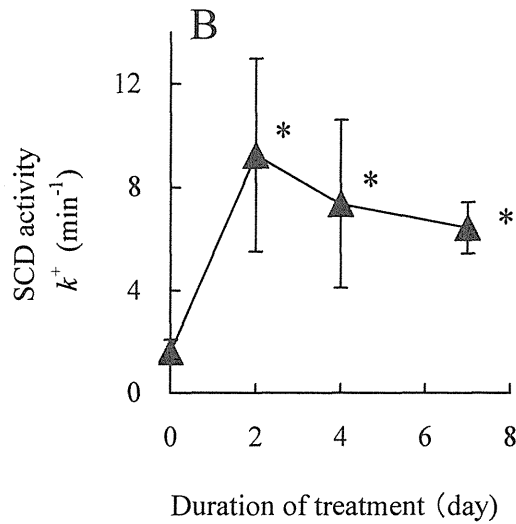 B
12
8
4
0
SCD activity
k⁺ (min⁻¹)
*
*
*
0 2 4 6 8
Duration of treatment (day)